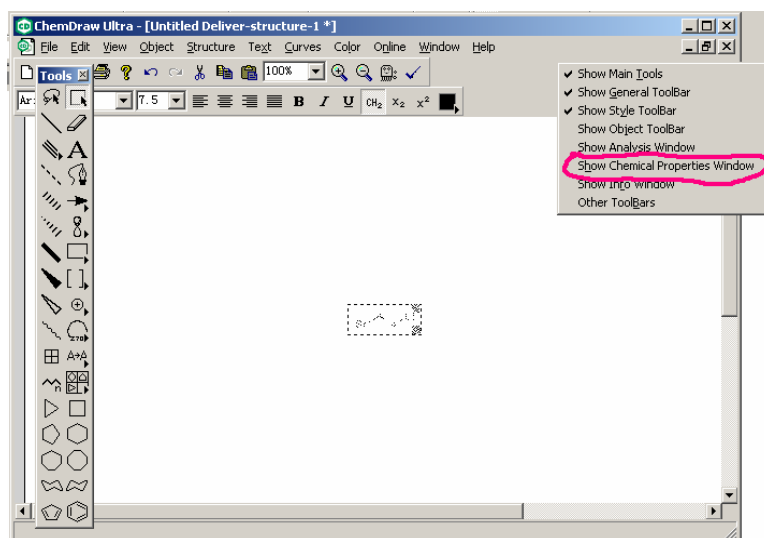 ChemDraw Ultra - [Untitled Deliver-structure-1 *]
File Edit View Object Structure Text Curves Color Online Window Help
Tools
100%
7.5
B I U CH₂ X₂ X²
A
270
A
n
Show Main Tools
Show General ToolBar
Show Style ToolBar
Show Object ToolBar
Show Analysis Window
Show Chemical Properties Window
Show Info Window
Other ToolBars